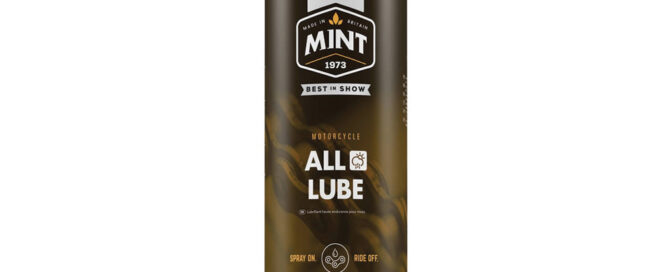 MADE IN BRITAIN
MINT
1973
BEST IN SHOW
MOTORCYCLE
ALL
LUBE
SPRAY ON. RIDE OFF.